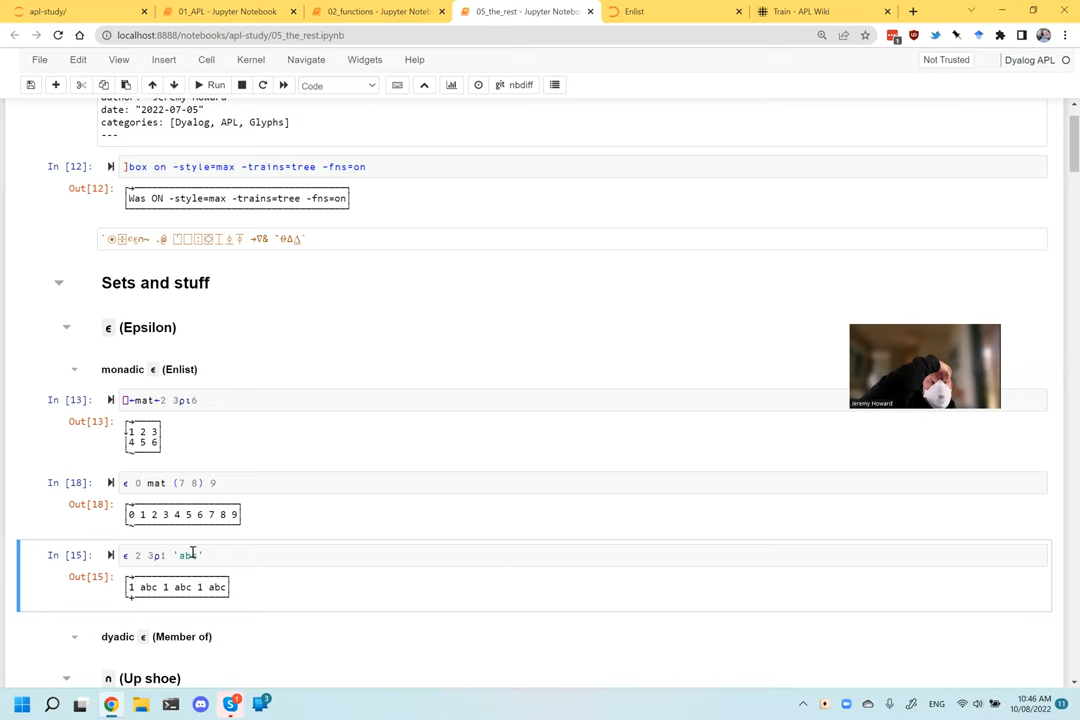 apl-study/
01_APL - Jupyter Notebook
02_functions - Jupyter Noteb
05_the_rest - Jupyter Notebo
Enlist
Train - APL Wiki
localhost:8888/notebooks/apl-study/05_the_rest.ipynb
File Edit View Insert Cell Kernel Navigate Widgets Help
Not Trusted
Dyalog APL
Run
Code
nbdiff
author: "Jeremy Howard"
date: "2022-07-05"
categories: [Dyalog, APL, Glyphs]
---
In [12]: ]box on -style=max -trains=tree -fns=on
Out[12]:
Was ON -style=max -trains=tree -fns=on
Sets and stuff
ϵ (Epsilon)
monadic ϵ (Enlist)
In [13]: ⎕←mat←2 3⍴⍳6
Out[13]:
1 2 3
4 5 6
In [18]: ϵ 0 mat (7 8) 9
Out[18]:
0 1 2 3 4 5 6 7 8 9
In [15]: ϵ 2 3⍴1 'abc'
Out[15]:
1 abc 1 abc 1 abc
dyadic ϵ (Member of)
∩ (Up shoe)
Jeremy Howard
ENG
10:46 AM
10/08/2022